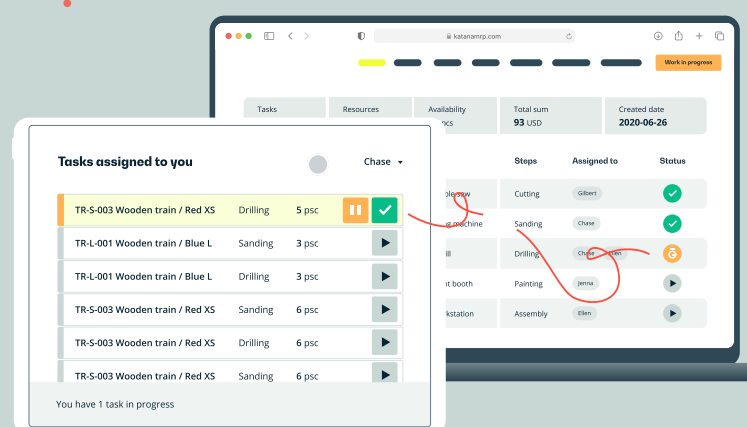 katanamrp.com
Work in progress
Tasks Resources Availability Total sum Created date
93 USD 2020-06-26
Steps Assigned to Status
Cutting Gilbert
machine Sanding Chase
Drilling Chase
booth Painting Jenna
Assembly Ellen
Tasks assigned to you
Chase
TR-S-003 Wooden train / Red XS Drilling 5 psc
TR-L-001 Wooden train / Blue L Sanding 3 psc
TR-L-001 Wooden train / Blue L Drilling 3 psc
TR-S-003 Wooden train / Red XS Sanding 6 psc
TR-S-003 Wooden train / Red XS Drilling 6 psc
TR-S-003 Wooden train / Red XS Sanding 6 psc
You have 1 task in progress